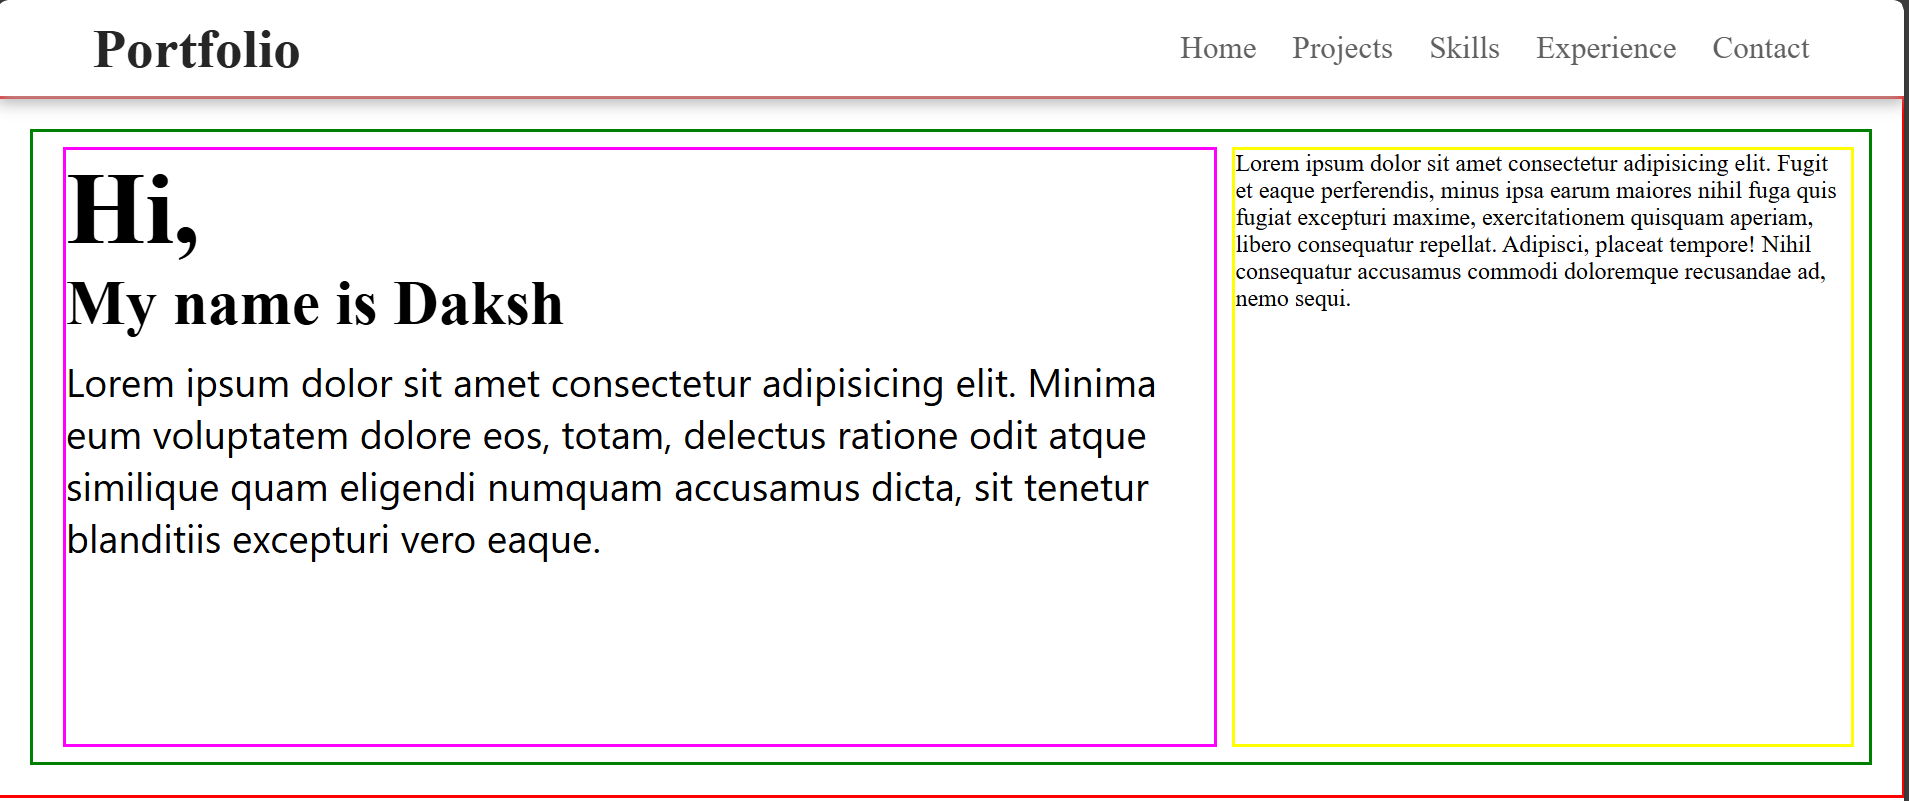 Portfolio
Home Projects Skills Experience Contact
Hi,
My name is Daksh
Lorem ipsum dolor sit amet consectetur adipisicing elit. Minima
eum voluptatem dolore eos, totam, delectus ratione odit atque
similique quam eligendi numquam accusamus dicta, sit tenetur
blanditiis excepturi vero eaque.
Lorem ipsum dolor sit amet consectetur adipisicing elit. Fugit
et eaque perferendis, minus ipsa earum maiores nihil fuga quis
fugiat excepturi maxime, exercitationem quisquam aperiam,
libero consequatur repellat. Adipisci, placeat tempore! Nihil
consequatur accusamus commodi doloremque recusandae ad,
nemo sequi.